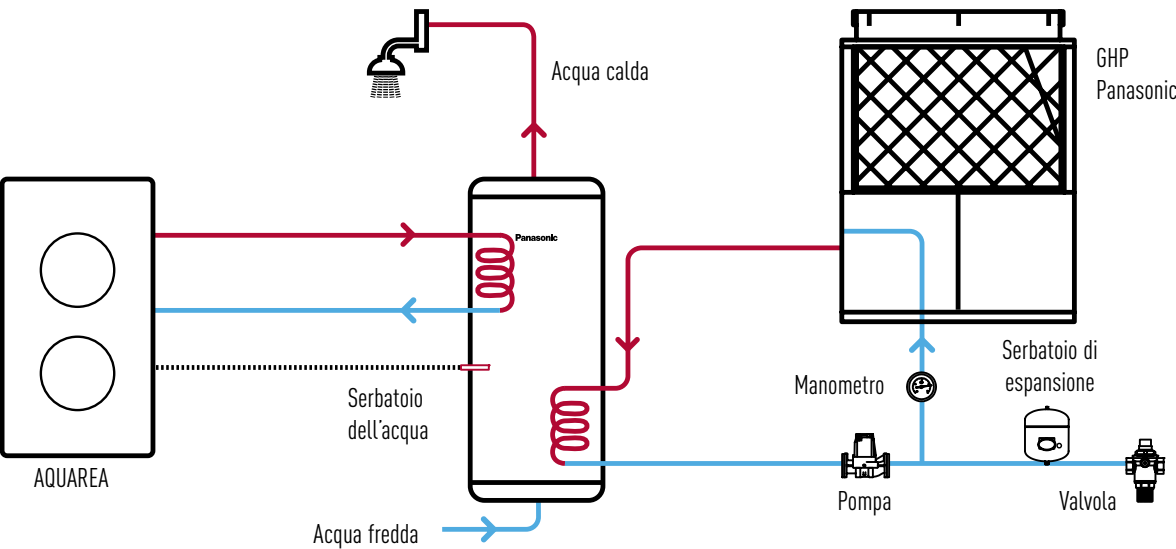 GHP
Panasonic
Acqua calda
Panasonic
Serbatoio di
espansione
Manometro
Serbatoio
dell'acqua
AQUAREA
Pompa
Valvola
Acqua fredda